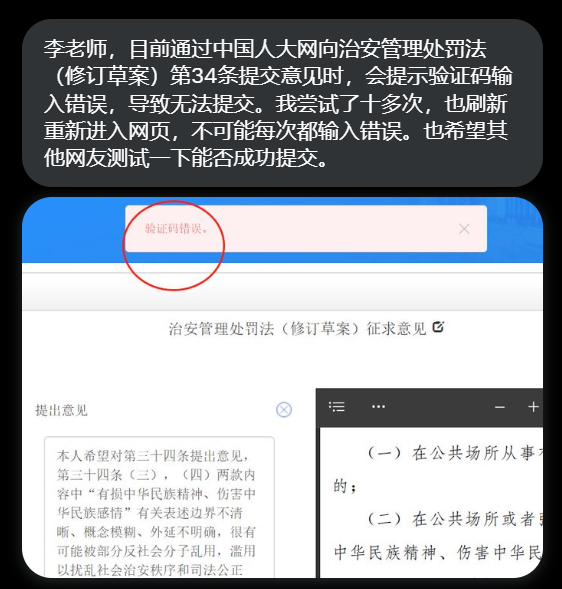 李老师，目前通过中国人大网向治安管理处罚法
（修订草案）第34条提交意见时，会提示验证码输
入错误，导致无法提交。我尝试了十多次，也刷新
重新进入网页，不可能每次都输入错误。也希望其
他网友测试一下能否成功提交。
验证码错误。
治安管理处罚法（修订草案）征求意见
提出意见
本人希望对第三十四条提出意见，
第三十四条（三），（四）两款内
容中“有损中华民族精神、伤害中
华民族感情”有关表述边界不清
晰、概念模糊、外延不明确，很有
可能被部分反社会分子乱用，滥用
以扰乱社会治安秩序和司法公正
（一）在公共场所从事
的；
（二）在公共场所或者
中华民族精神、伤害中华民